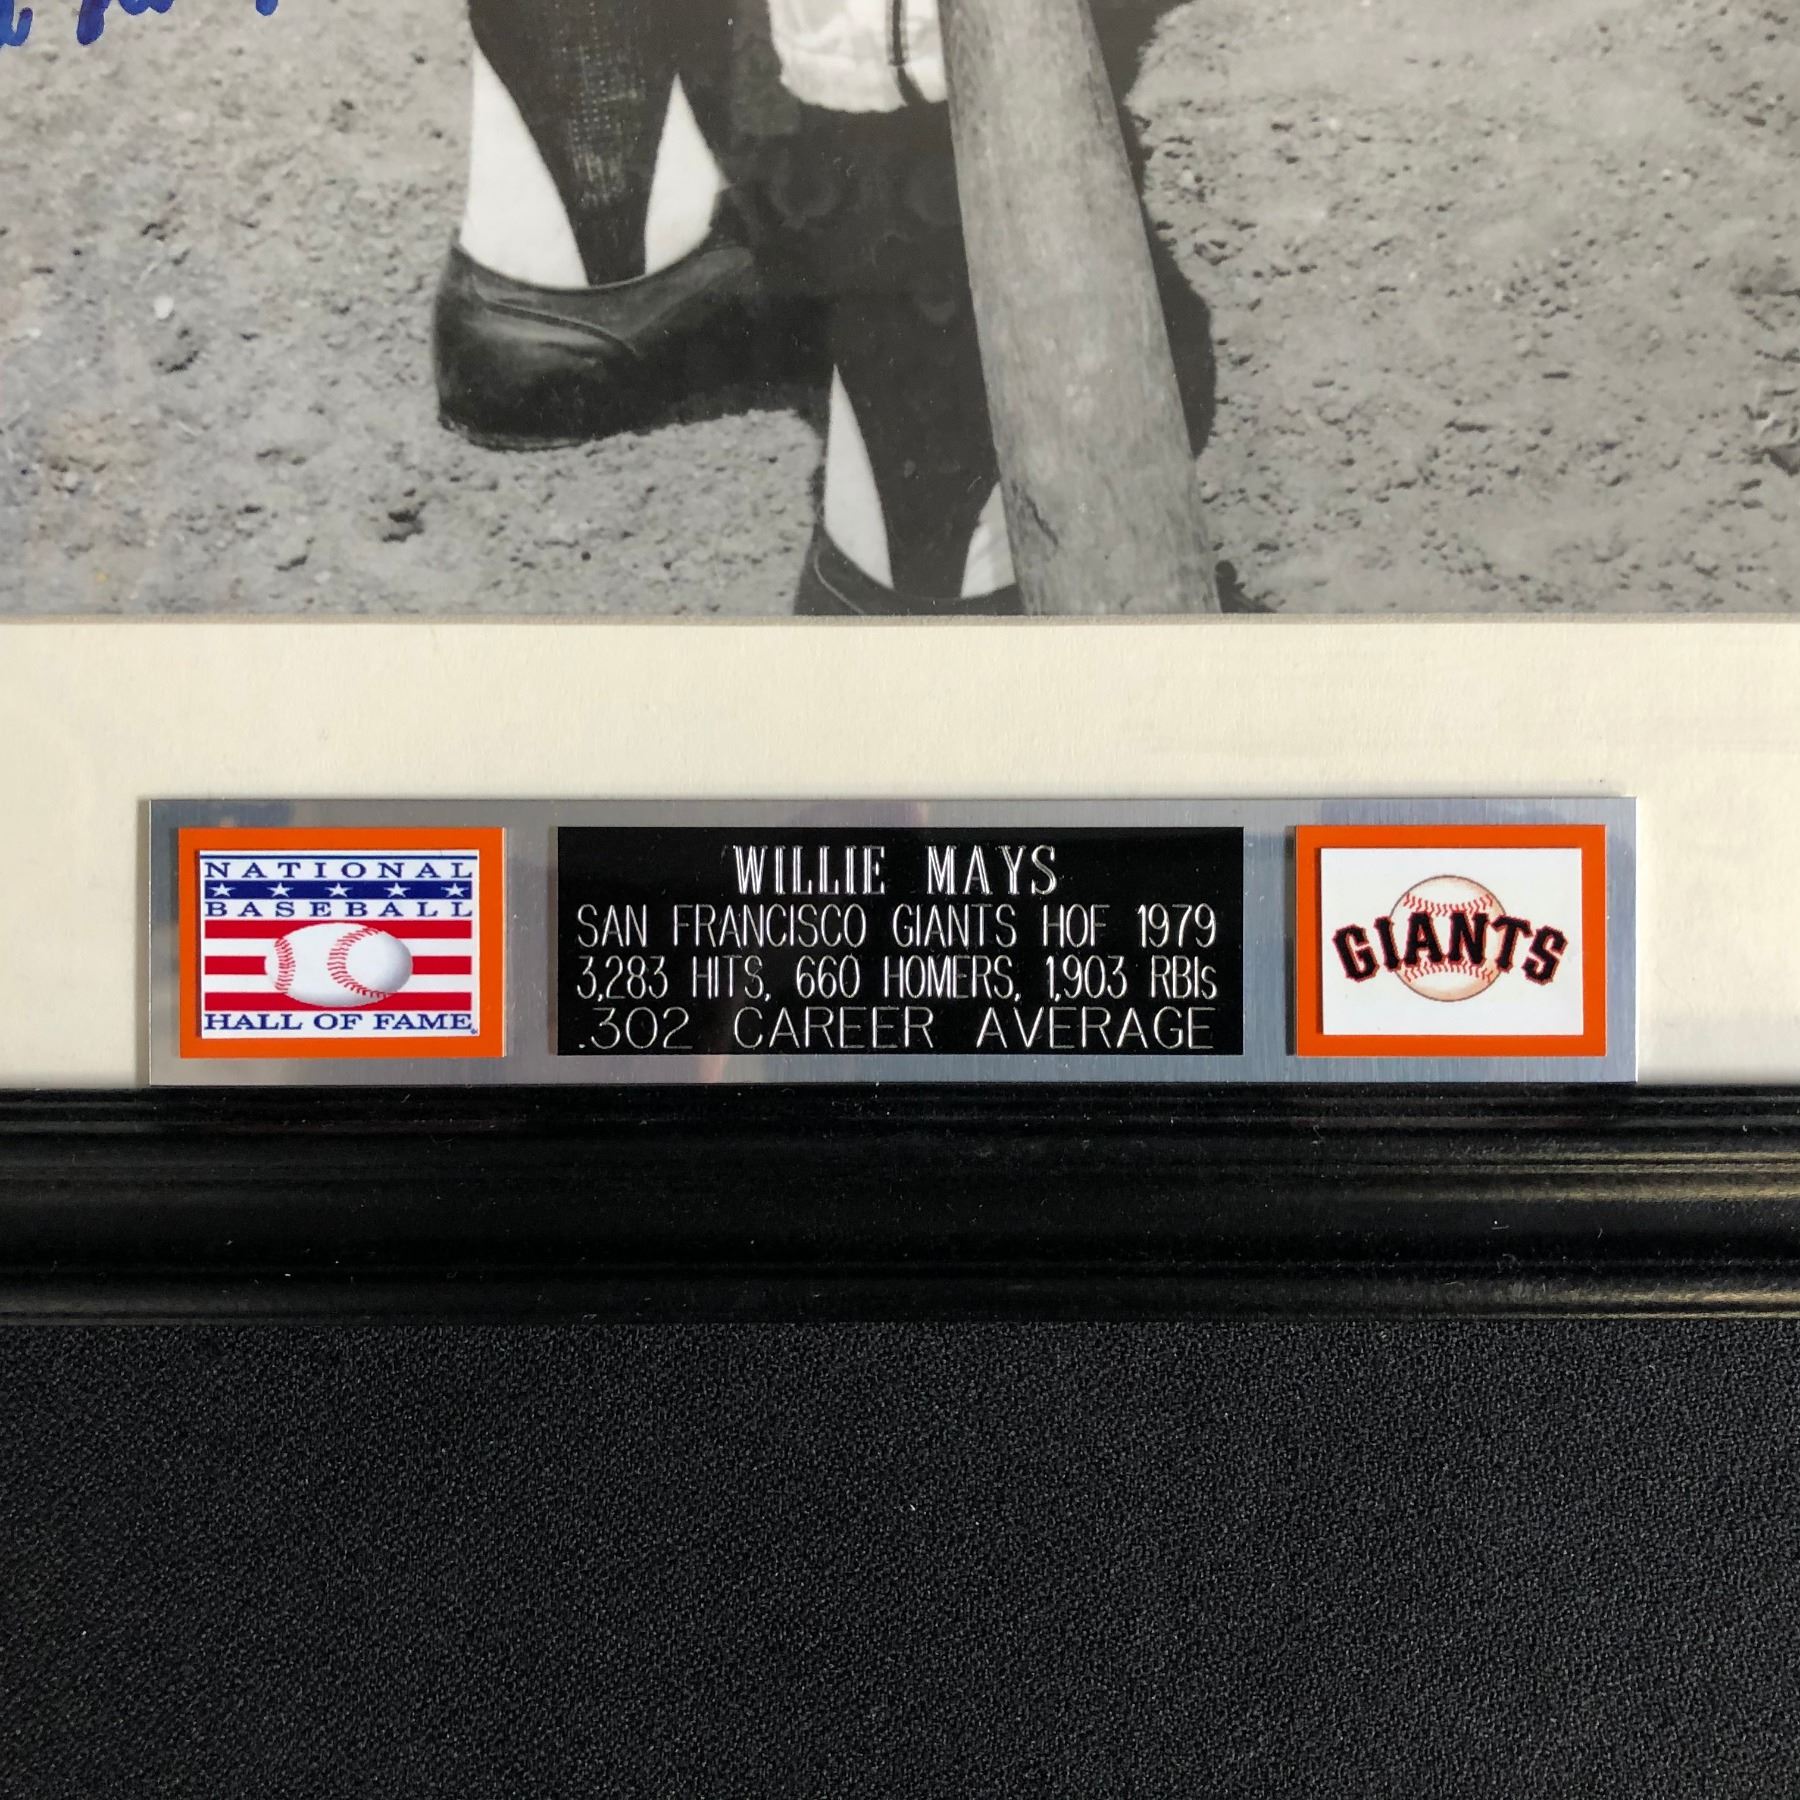 NATIONAL
BASEBALL
HALL OF FAME
WILLIE MAYS
SAN FRANCISCO GIANTS HOF 1979
3,283 HITS, 660 HOMERS, 1,903 RBIs
.302 CAREER AVERAGE
GIANTS